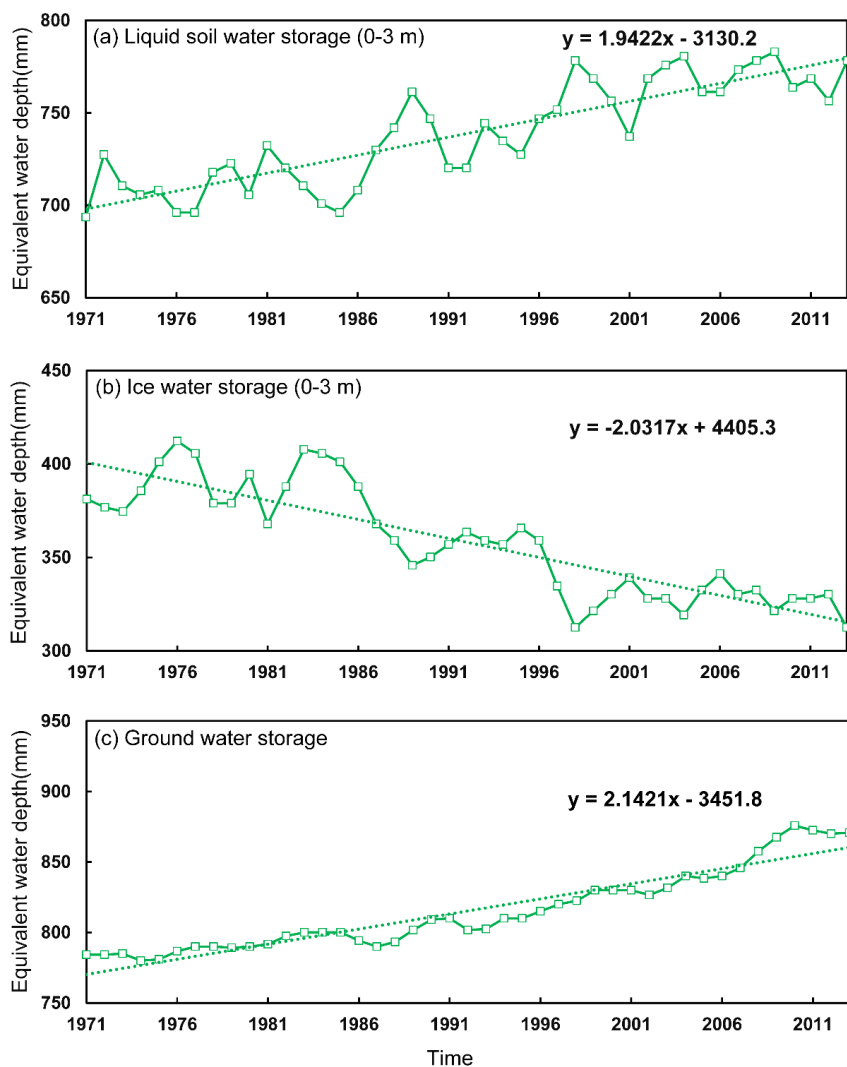 (a) Liquid soil water storage (0-3 m)
y = 1.9422x - 3130.2
Equivalent water depth(mm)
800
750
700
650
1971 1976 1981 1986 1991 1996 2001 2006 2011
(b) Ice water storage (0-3 m)
y = -2.0317x + 4405.3
Equivalent water depth(mm)
450
400
350
300
1971 1976 1981 1986 1991 1996 2001 2006 2011
(c) Ground water storage
y = 2.1421x - 3451.8
Equivalent water depth(mm)
950
900
850
800
750
1971 1976 1981 1986 1991 1996 2001 2006 2011
Time